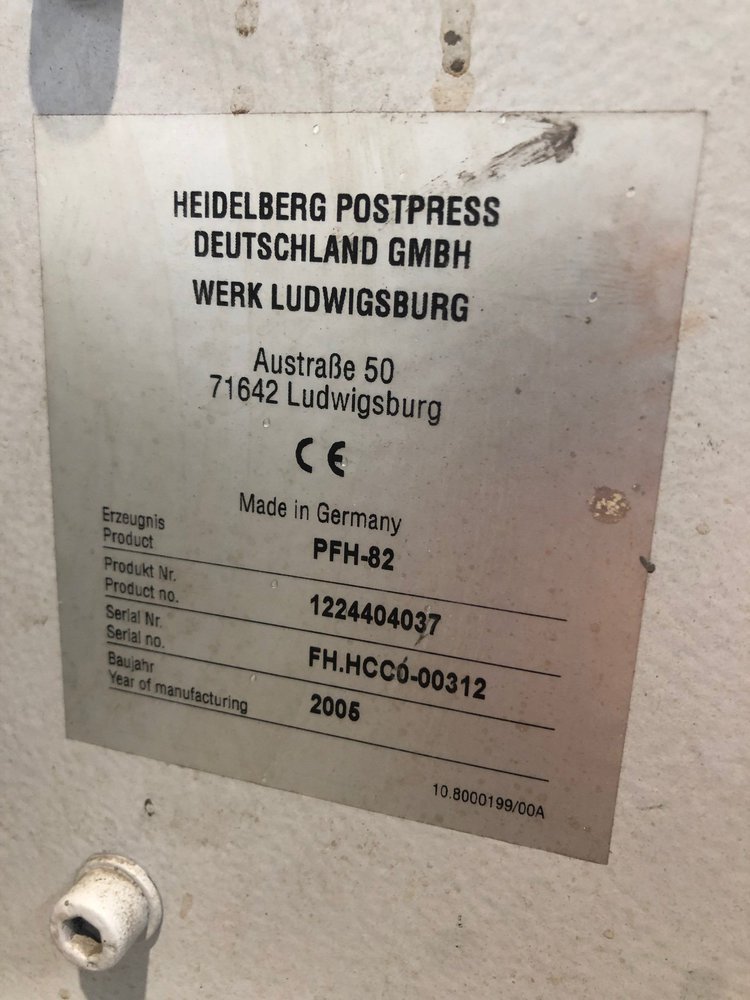 HEIDELBERG POSTPRESS
DEUTSCHLAND GMBH
WERK LUDWIGSBURG
Austraße 50
71642 Ludwigsburg
CE
Made in Germany
Erzeugnis
Product PFH-82
Produkt Nr.
Product no. 1224404037
Serial Nr.
Serial no. FH.HCC0-00312
Baujahr
Year of manufacturing 2005
10.8000199/00A